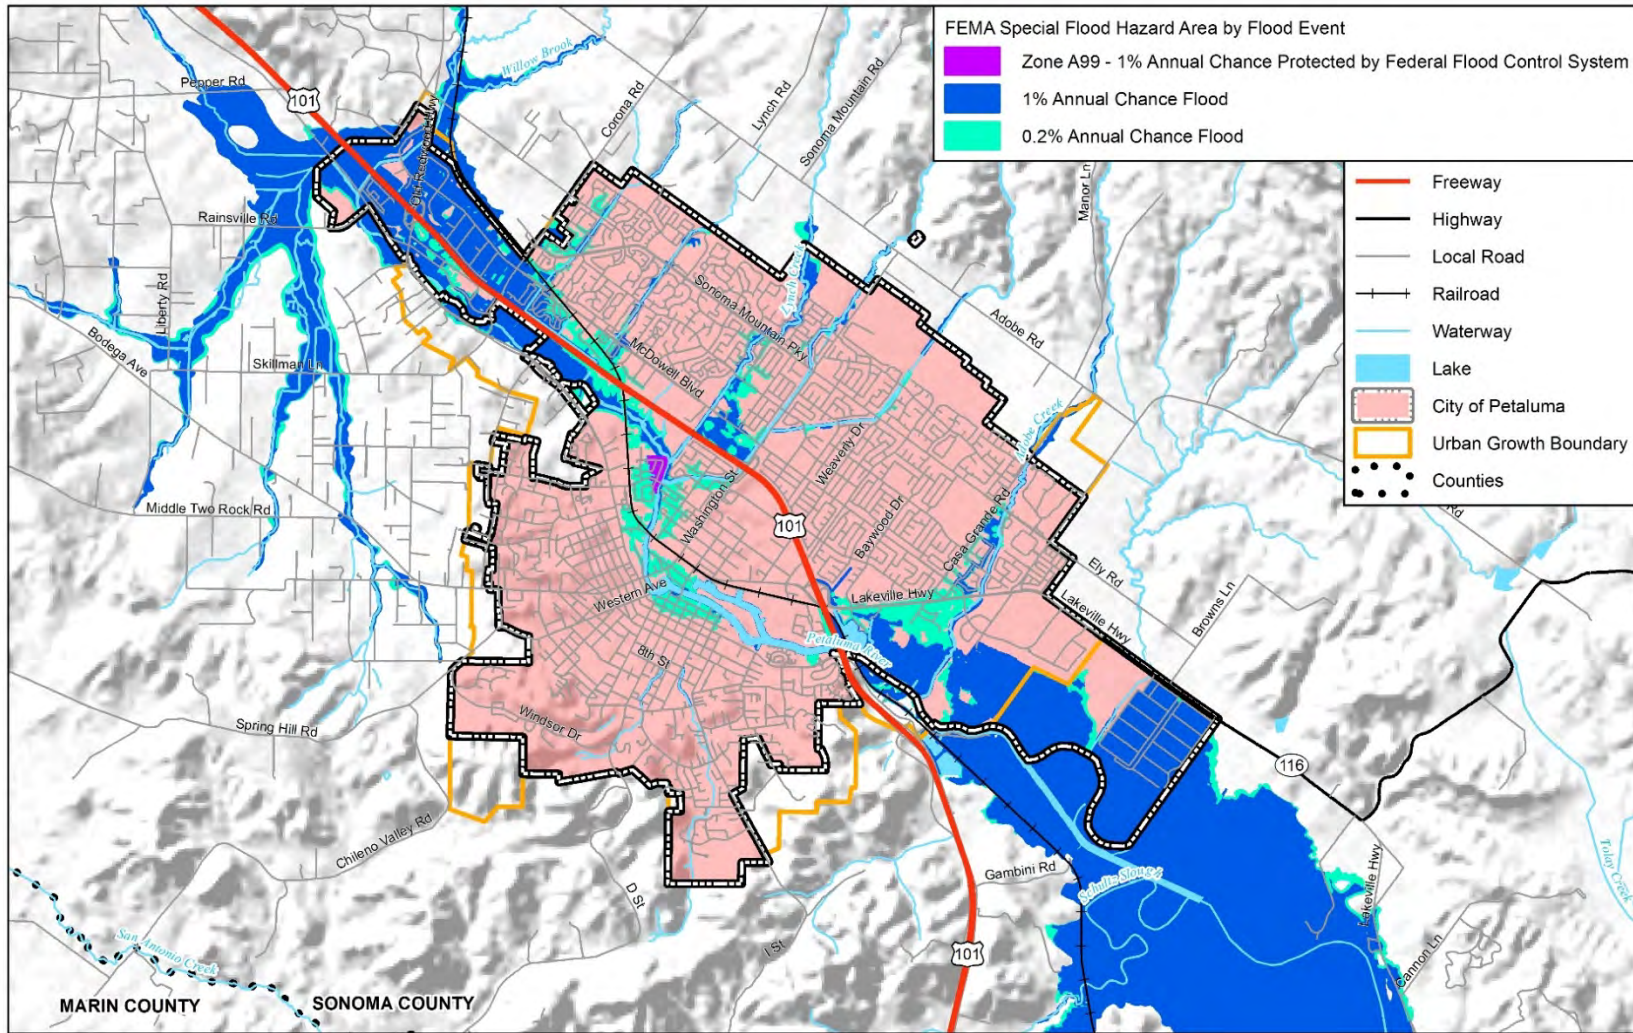 FEMA Special Flood Hazard Area by Flood Event
Zone A99 - 1% Annual Chance Protected by Federal Flood Control System
1% Annual Chance Flood
0.2% Annual Chance Flood
Freeway
Highway
Local Road
Railroad
Waterway
Lake
City of Petaluma
Urban Growth Boundary
Counties
Willow Brook
Pepper Rd
101
Old Redwood Hwy
Corona Rd
Lynch Rd
Sonoma Mountain Rd
Manor Ln
Rainsville Rd
Liberty Rd
Lynch Creek
Sonoma Mountain Pky
Adobe Rd
Bodega Ave
Skillman Ln
McDowell Blvd
Adobe Creek
Weaverly Dr
Washington St
Middle Two Rock Rd
101
Baywood Dr
Casa Grande Rd
Rd
Ely Rd
Western Ave
Lakeville Hwy
Lakeville Hwy
Browns Ln
Petaluma River
8th St
Windsor Dr
Spring Hill Rd
116
Chileno Valley Rd
Gambini Rd
Schultz Slough
Lakeville Hwy
Tolay Creek
D St
I St
101
Cannon Ln
San Antonio Creek
MARIN COUNTY
SONOMA COUNTY